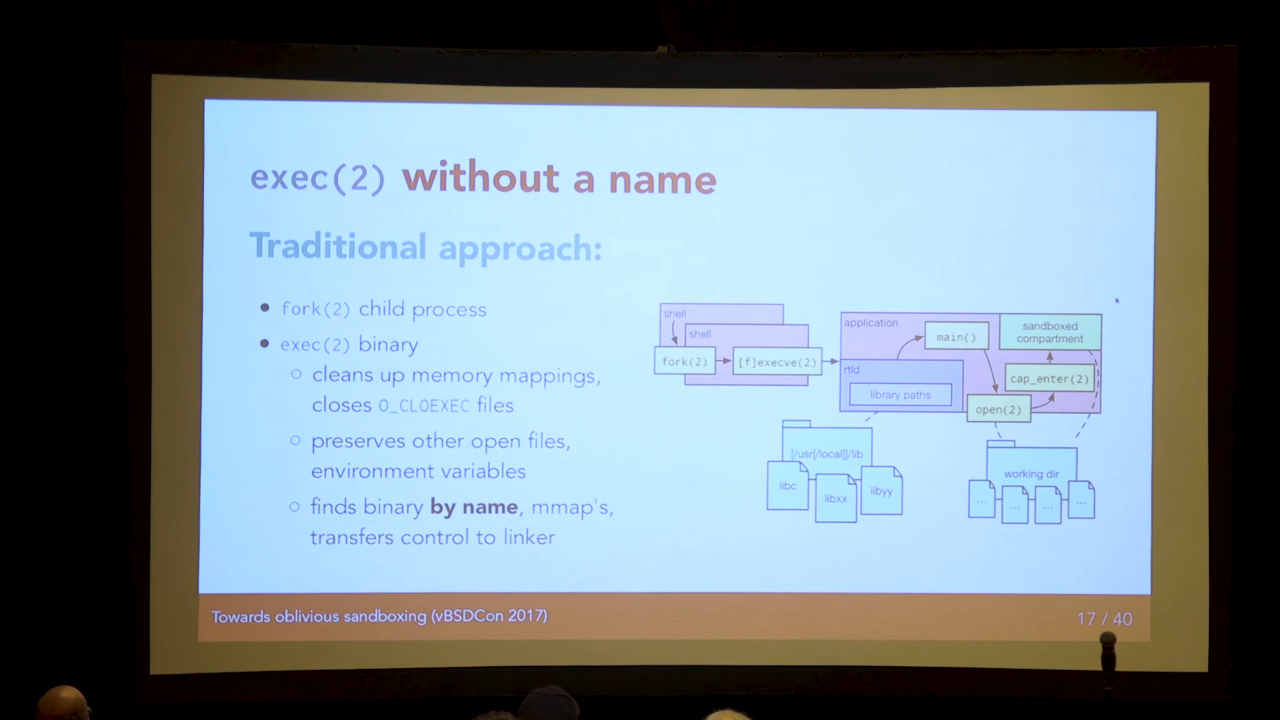 exec(2) without a name
Traditional approach:
fork(2) child process
exec(2) binary
cleans up memory mappings,
closes O_CLOEXEC files
preserves other open files,
environment variables
finds binary by name, mmap's,
transfers control to linker
shell
shell
fork(2)
[f]execve(2)
application
main()
sandboxed
compartment
rtld
library paths
cap_enter(2)
open(2)
[/usr[/local]]/lib
libc
libxx
libyy
working dir
...
...
...
...
Towards oblivious sandboxing (vBSDCon 2017)
17 / 40